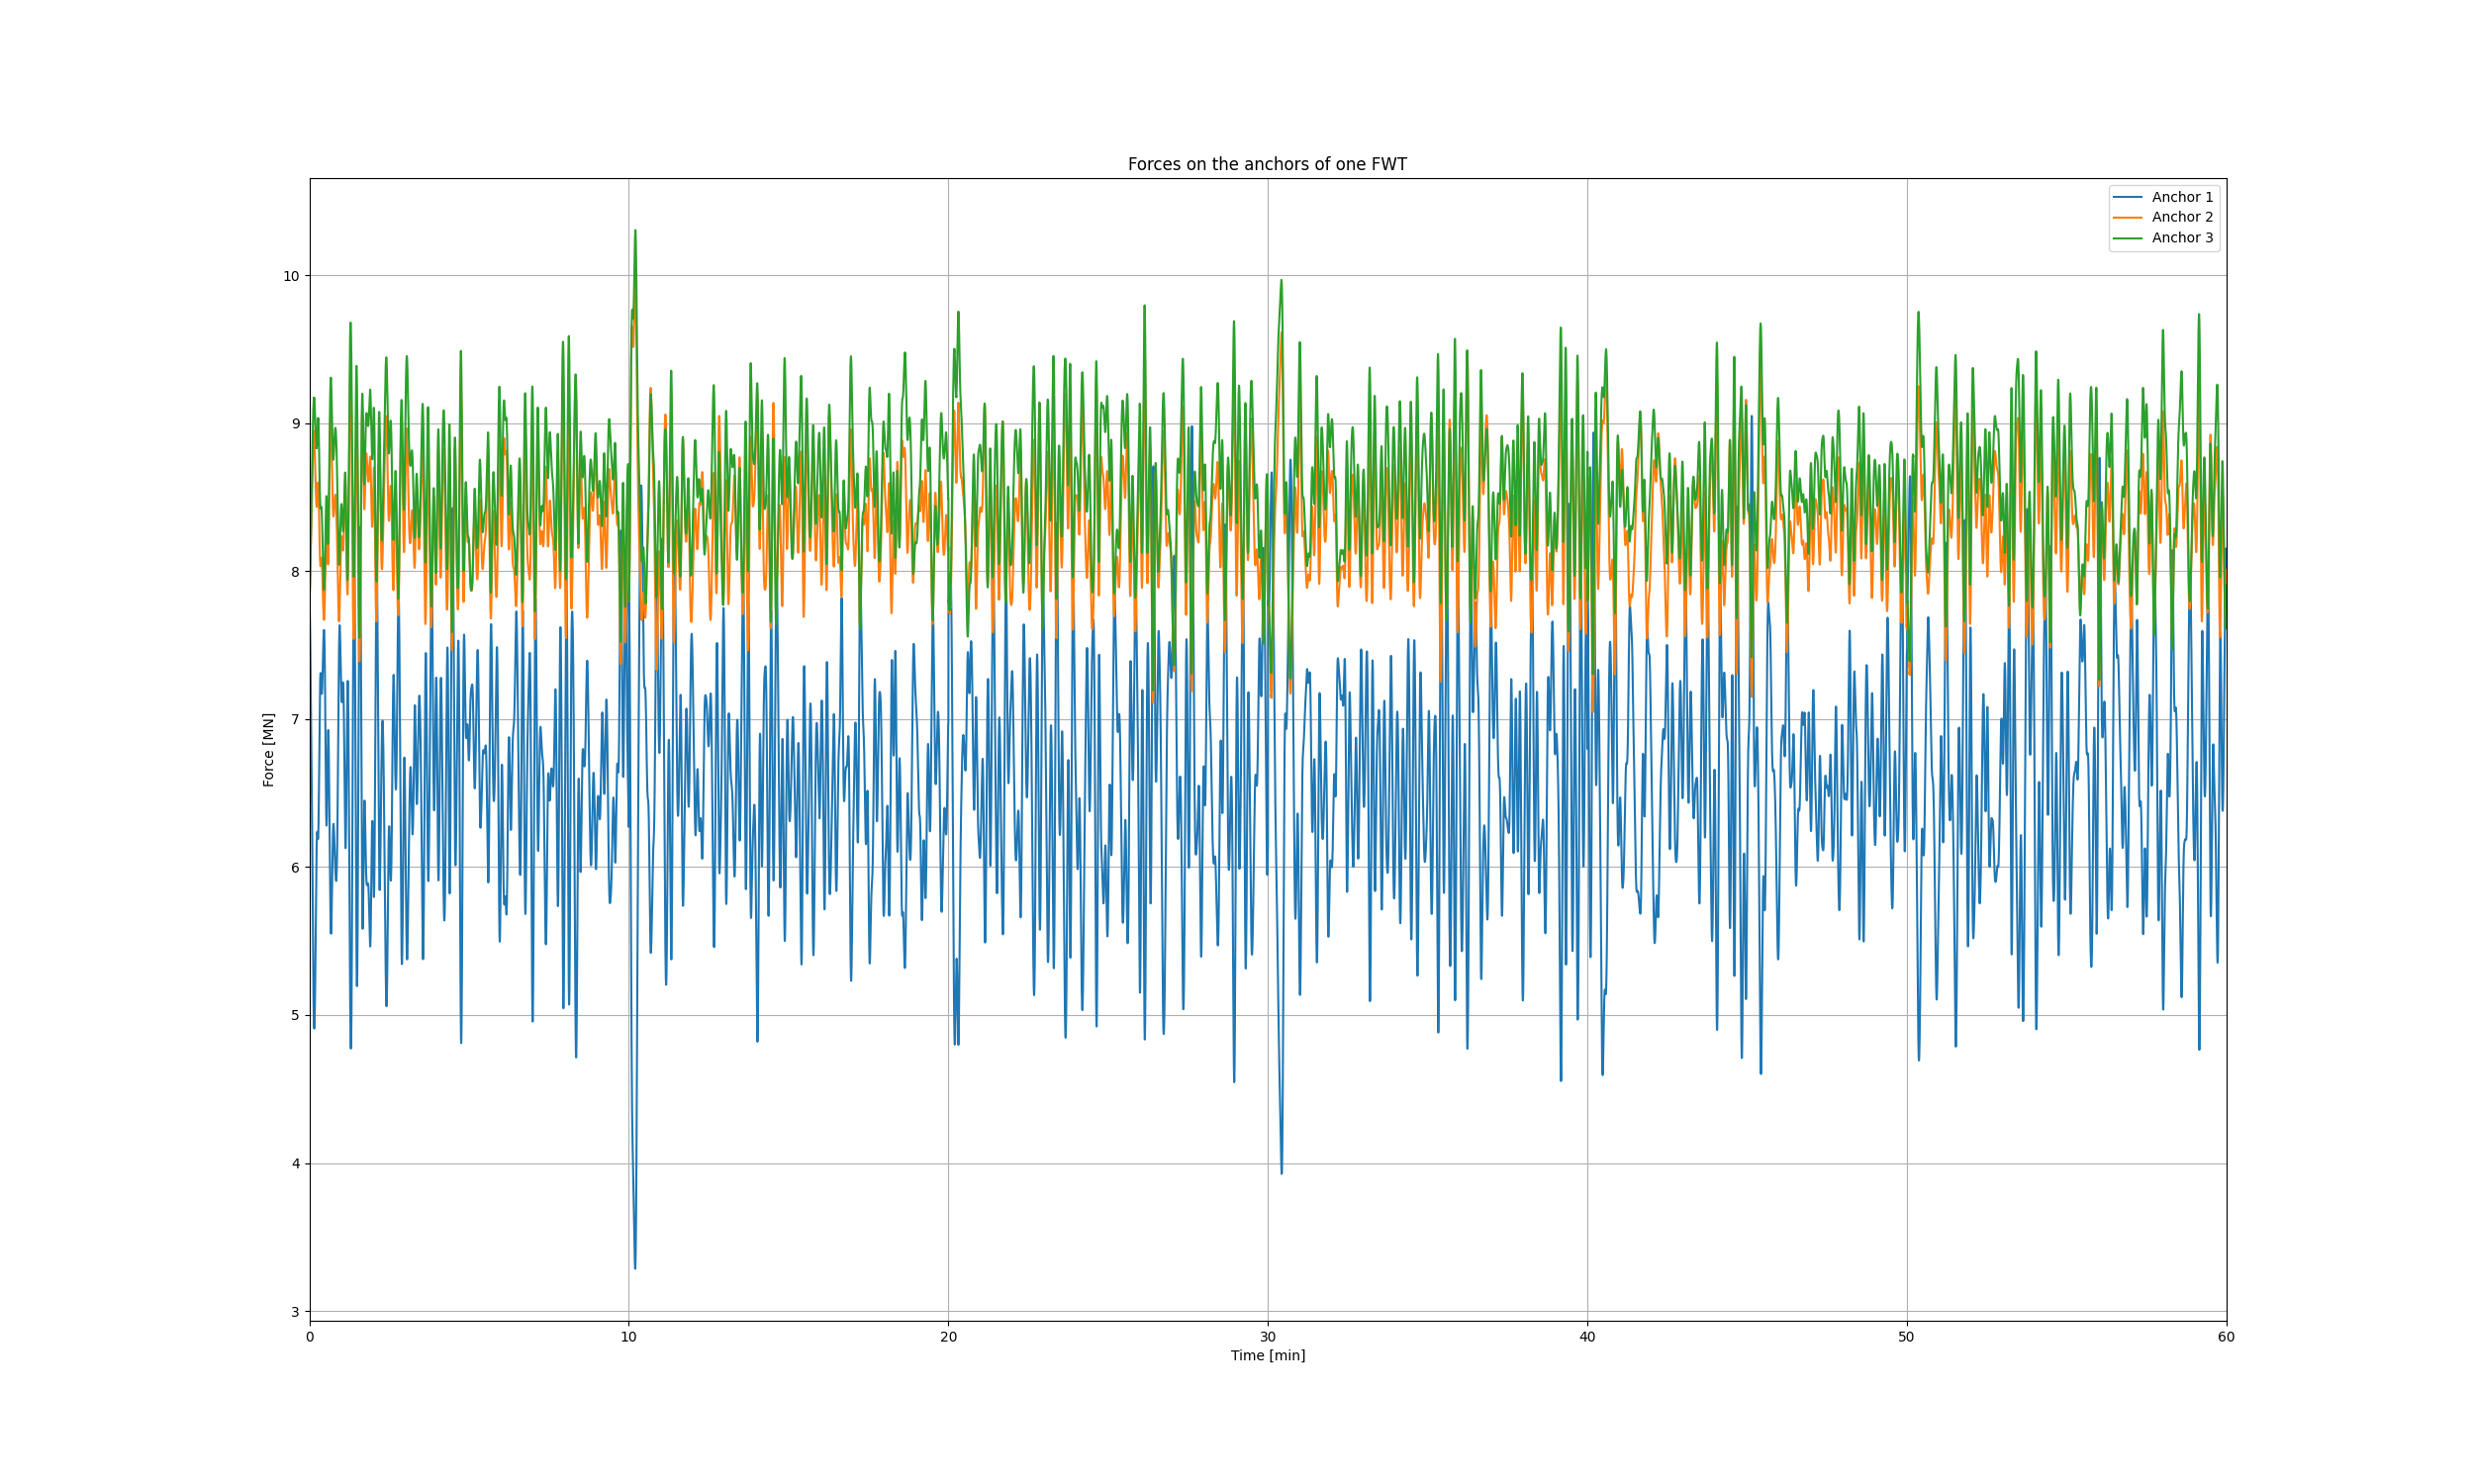 Forces on the anchors of one FWT
Anchor 1
Anchor 2
Anchor 3
10
9
8
7
6
5
4
3
Force [MN]
0 10 20 30 40 50 60
Time [min]